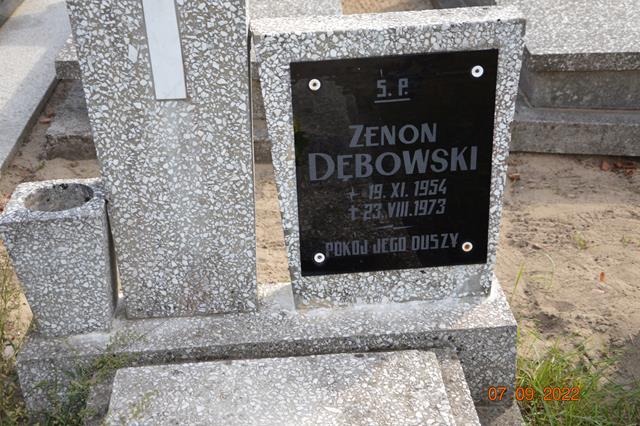 Ś. P.
ZENON
DĘBOWSKI
+ 19. XI. 1954
+ 23. VIII. 1973
POKÓJ JEGO DUSZY
07 09 2022